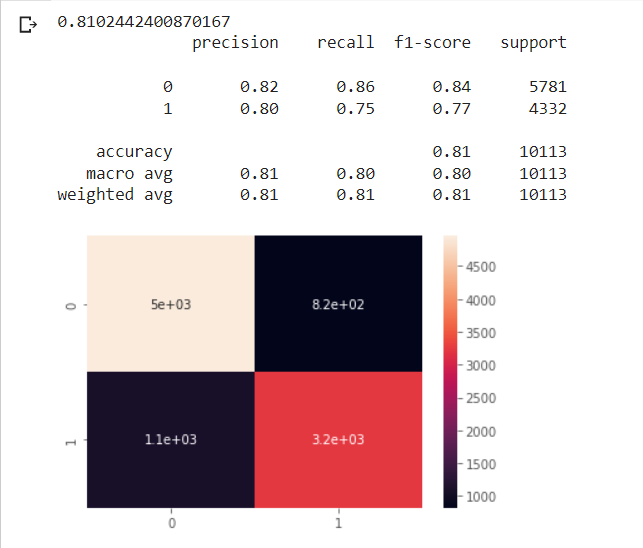 0.8102442400870167
precision recall f1-score support
0 0.82 0.86 0.84 5781
1 0.80 0.75 0.77 4332
accuracy 0.81 10113
macro avg 0.81 0.80 0.80 10113
weighted avg 0.81 0.81 0.81 10113
0
5e+03 8.2e+02
1
1.1e+03 3.2e+03
0 1
4500
4000
3500
3000
2500
2000
1500
1000